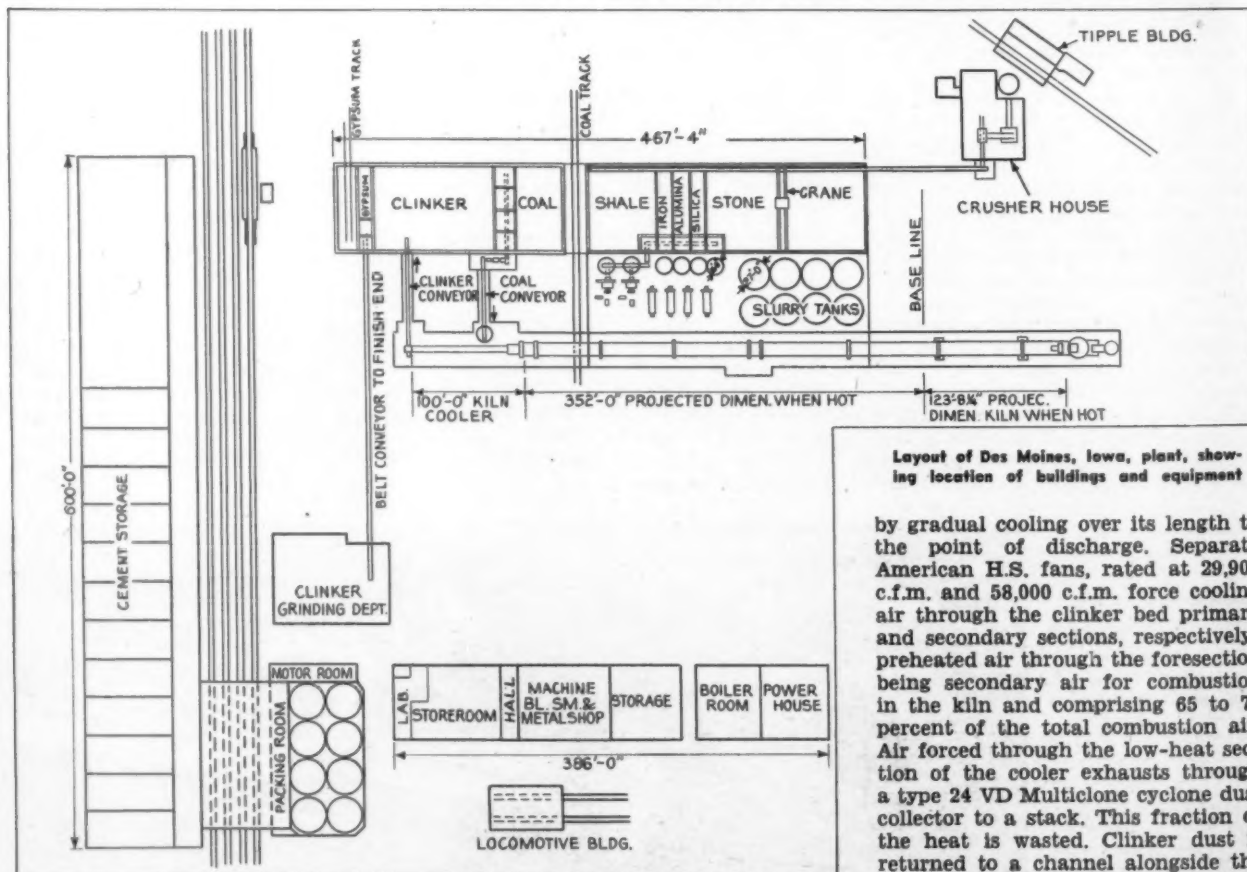 TIPPLE BLDG.
GYPSUM TRACK
COAL TRACK
467'-4"
GYPSUM
CLINKER
COAL
SHALE
IRON
ALUMINA
SILICA
STONE
CRANE
CRUSHER HOUSE
BASE LINE
CLINKER
CONVEYOR
COAL
CONVEYOR
SLURRY TANKS
100'-0" KILN
COOLER
352'-0" PROJECTED DIMEN. WHEN HOT
123'-8¼" PROJEC.
DIMEN. KILN WHEN HOT
BELT CONVEYOR TO FINISH END
600'-0"
CEMENT STORAGE
CLINKER
GRINDING DEPT.
MOTOR ROOM
PACKING ROOM
LAB.
STOREROOM
HALL
MACHINE
BL. SM. &
METAL SHOP
STORAGE
BOILER
ROOM
POWER
HOUSE
386'-0"
LOCOMOTIVE BLDG.
Layout of Des Moines, Iowa, plant, show-
ing location of buildings and equipment
by gradual cooling over its length t
the point of discharge. Separat
American H.S. fans, rated at 29,90
c.f.m. and 58,000 c.f.m. force coolin
air through the clinker bed primar
and secondary sections, respectively
preheated air through the foresectio
being secondary air for combustio
in the kiln and comprising 65 to 7
percent of the total combustion ai
Air forced through the low-heat sec
tion of the cooler exhausts throug
a type 24 VD Multiclone cyclone dus
collector to a stack. This fraction o
the heat is wasted. Clinker dust
returned to a channel alongside th